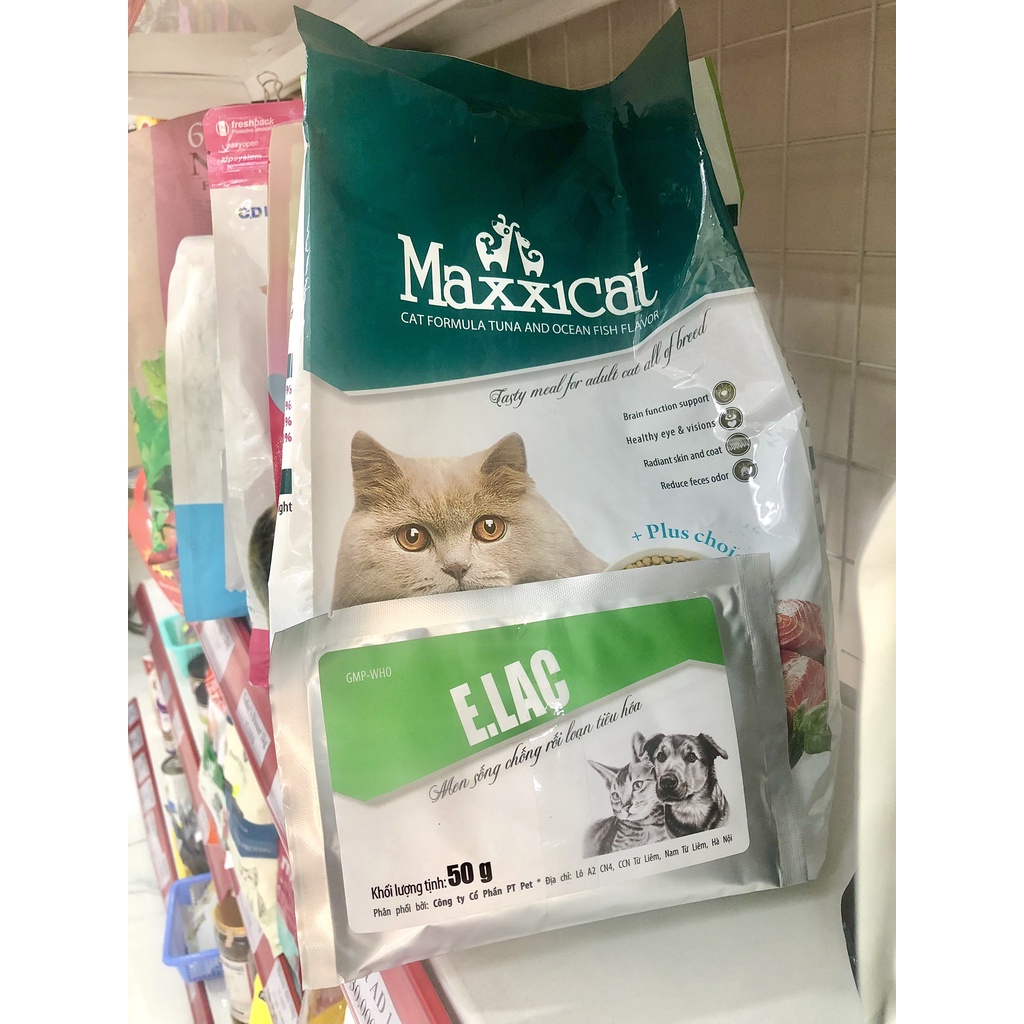 freshpack
easyopen
zipsystem
Maxxicat
CAT FORMULA TUNA AND OCEAN FISH FLAVOR
Tasty meal for adult cat all of breed
Brain function support
Healthy eye & visions
Radiant skin and coat
Reduce feces odor
+ Plus
GMP-WHO
E.LAC
Men sống chống rối loạn tiêu hóa
Khối lượng tịnh: 50 g
Phân phối bởi: Công ty Cổ Phần PT Pet * Địa chỉ: Lô A2 CN4, CCN Từ Liêm, Nam Từ Liêm, Hà Nội